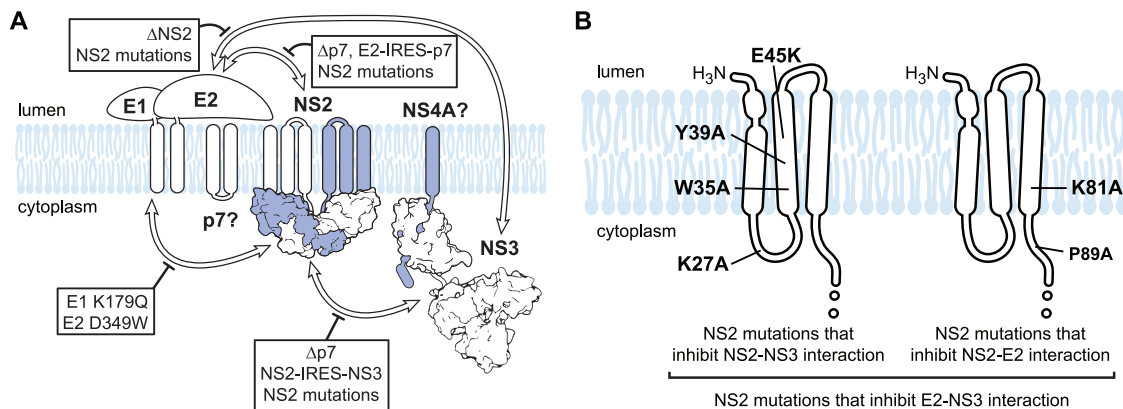 A
ΔNS2
NS2 mutations
Δp7, E2-IRES-p7
NS2 mutations
lumen
E1
E2
NS2
NS4A?
cytoplasm
p7?
NS3
E1 K179Q
E2 D349W
Δp7
NS2-IRES-NS3
NS2 mutations
B
lumen
H₃N
E45K
H₃N
Y39A
W35A
K81A
cytoplasm
K27A
P89A
NS2 mutations that
inhibit NS2-NS3 interaction
NS2 mutations that
inhibit NS2-E2 interaction
NS2 mutations that inhibit E2-NS3 interaction